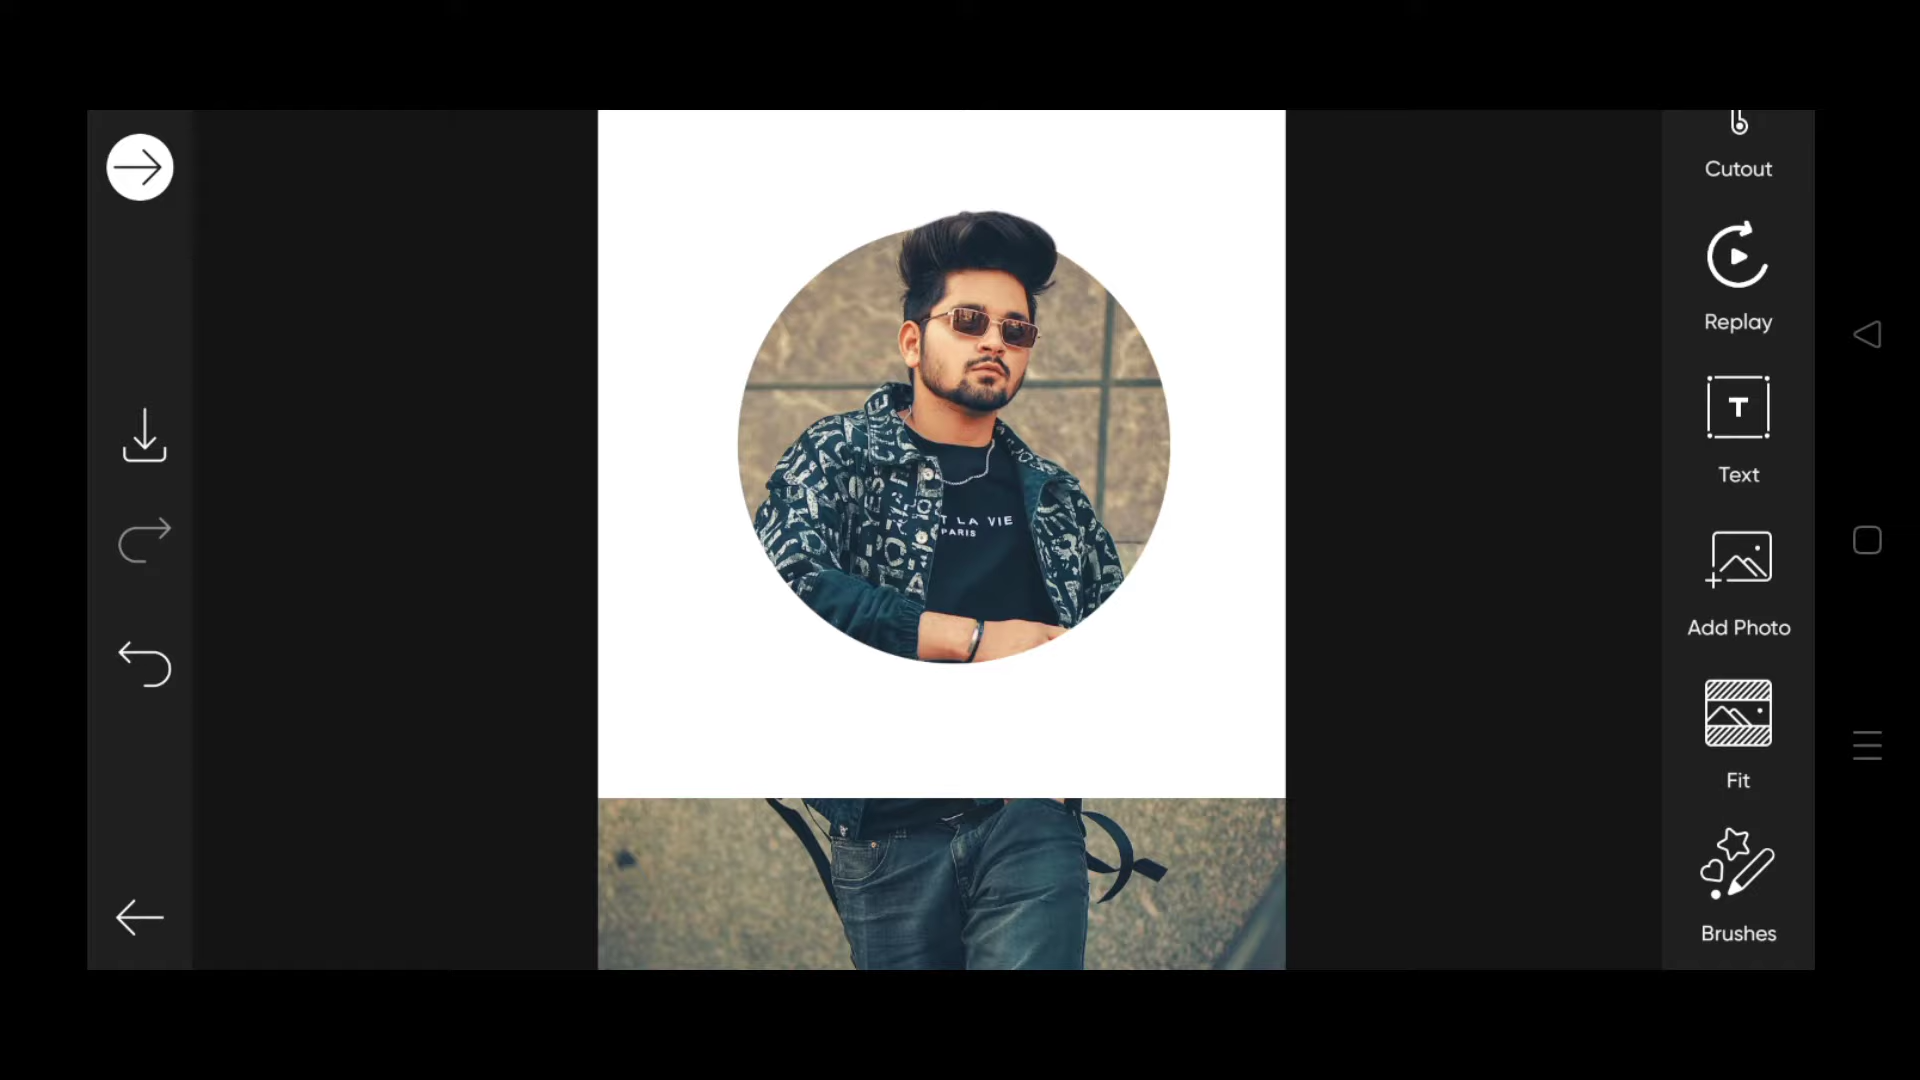 Cutout
Replay
T
Text
Add Photo
Fit
Brushes
T LA VIE
PARIS